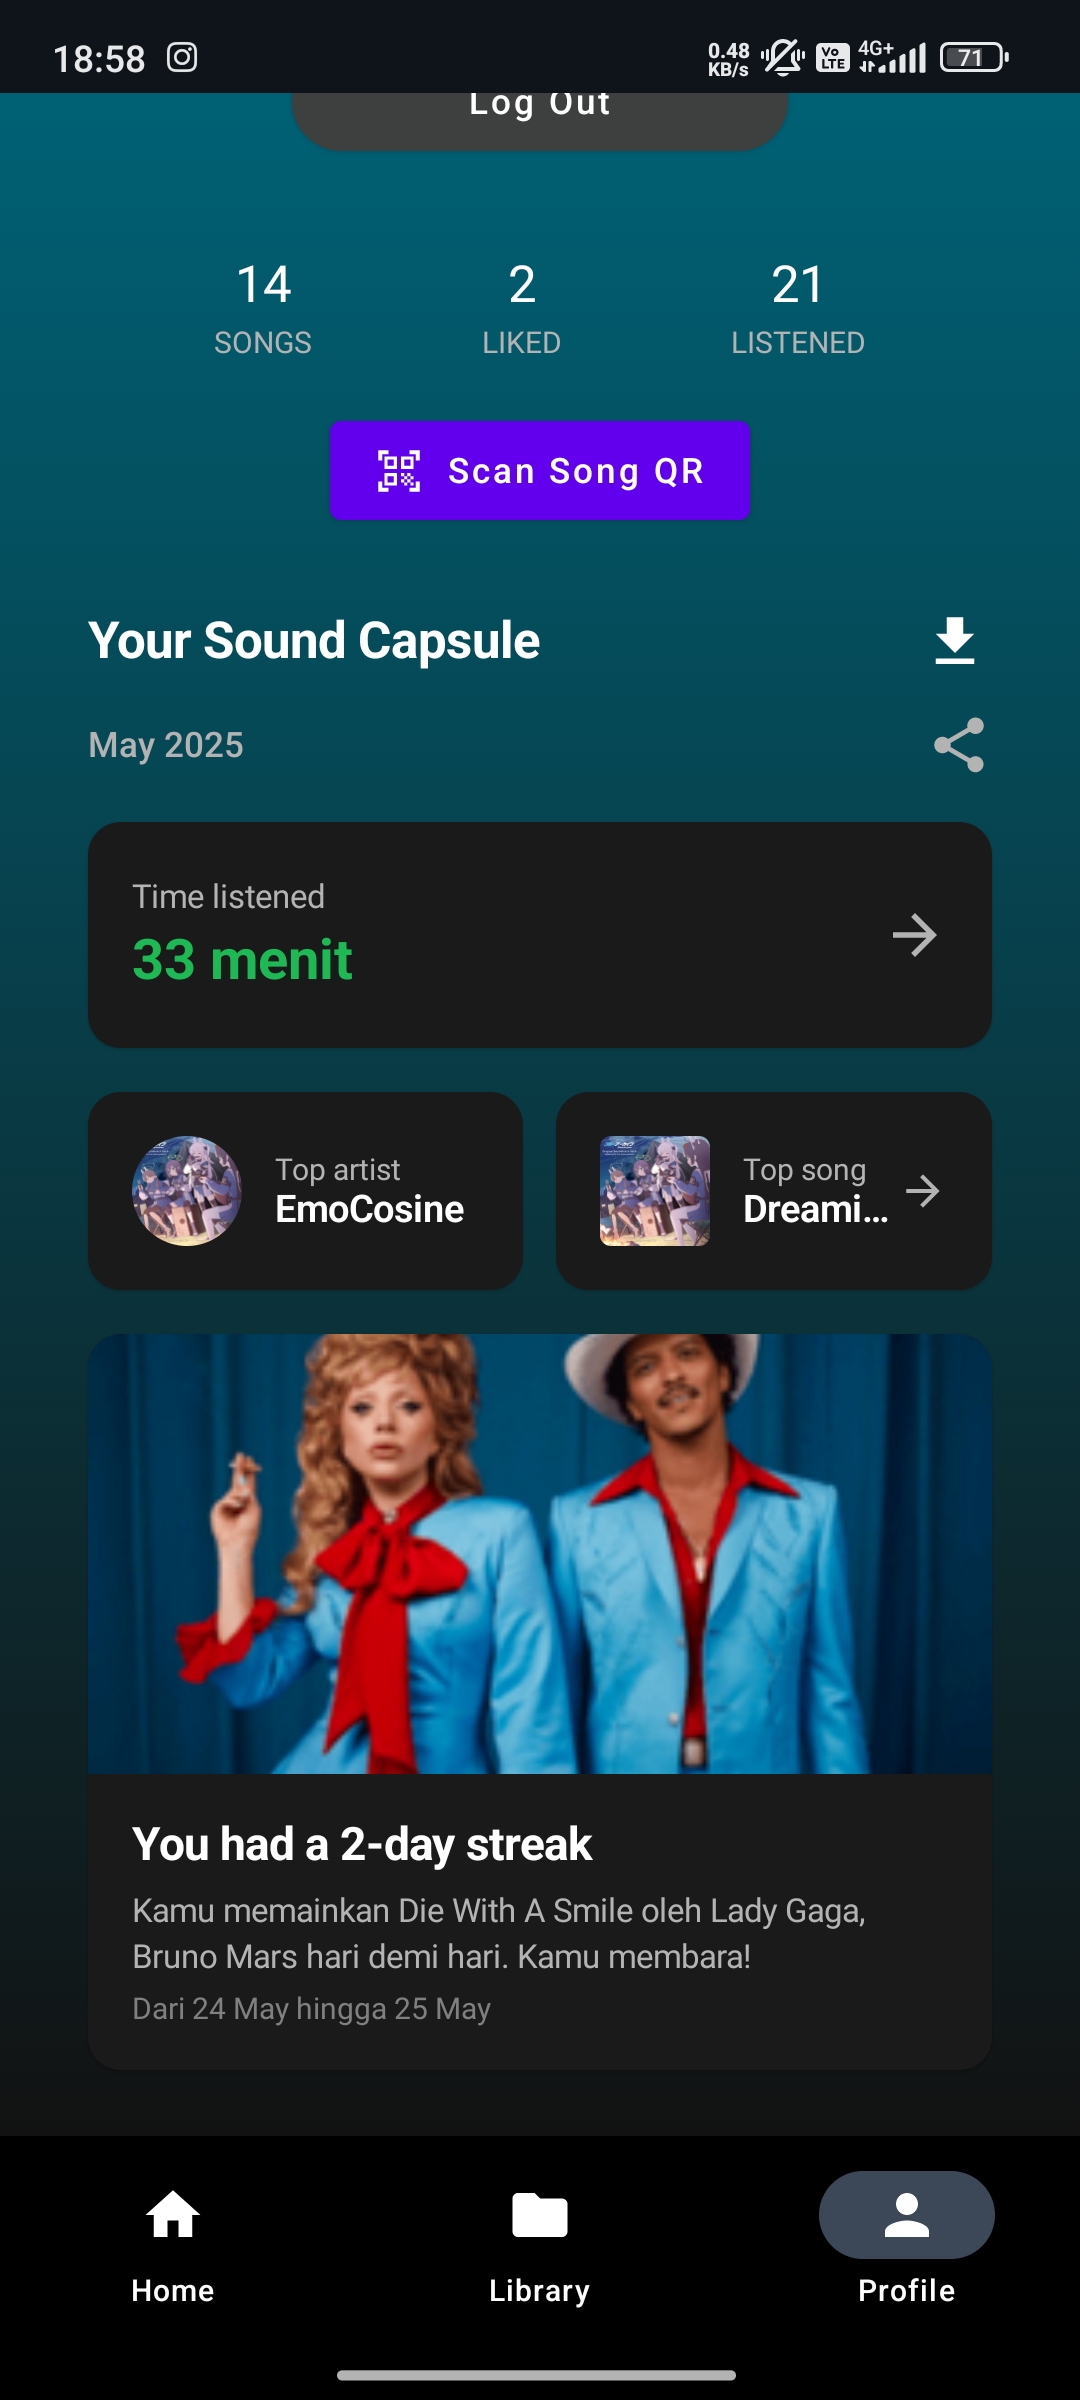 18:58
0.48
KB/s
Vo
LTE
4G+
71
Log Out
14
2
21
SONGS
LIKED
LISTENED
Scan Song QR
Your Sound Capsule
May 2025
Time listened
33 menit
Top artist
EmoCosine
Top song
Dreami...
You had a 2-day streak
Kamu memainkan Die With A Smile oleh Lady Gaga,
Bruno Mars hari demi hari. Kamu membara!
Dari 24 May hingga 25 May
Home
Library
Profile